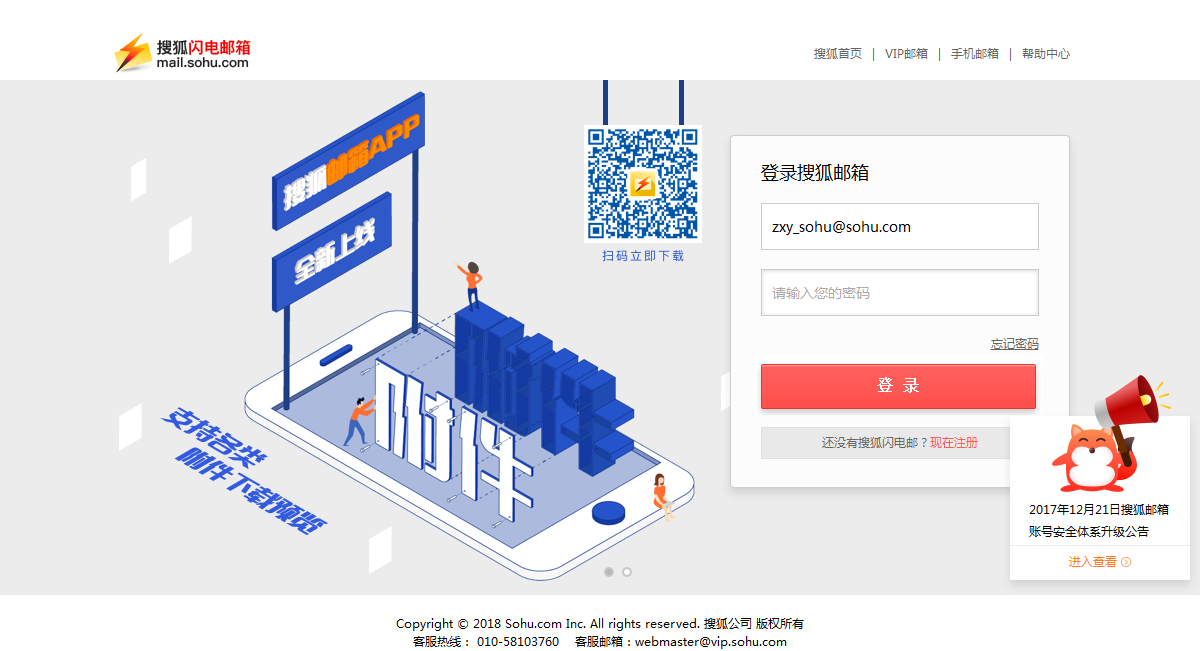 搜狐闪电邮箱
mail.sohu.com
搜狐首页 | VIP邮箱 | 手机邮箱 | 帮助中心
搜狐邮箱APP
全新上线
扫码立即下载
附件
附件
支持各类
附件下载预览
登录搜狐邮箱
zxy_sohu@sohu.com
请输入您的密码
忘记密码
登 录
还没有搜狐闪电邮？现在注册
2017年12月21日搜狐邮箱
账号安全体系升级公告
进入查看
Copyright © 2018 Sohu.com Inc. All rights reserved. 搜狐公司 版权所有
客服热线： 010-58103760 客服邮箱：webmaster@vip.sohu.com